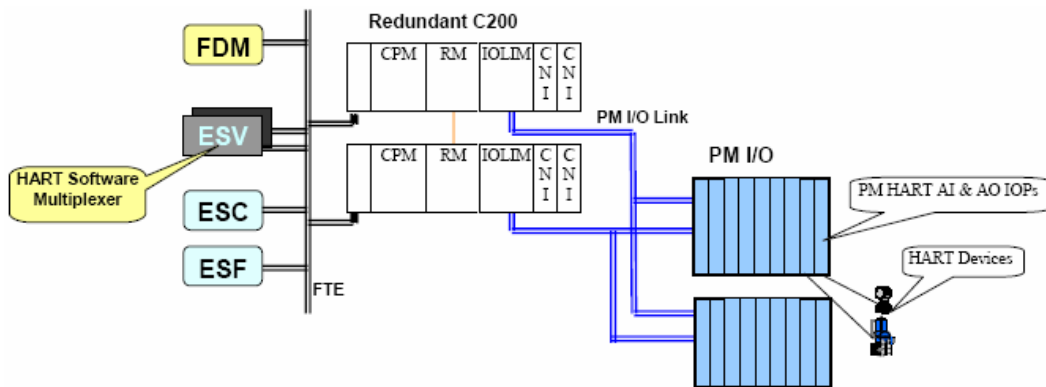 Redundant C200
FDM
CPM
RM
IOLIM
C
N
I
C
N
I
ESV
PM I/O Link
HART Software
Multiplexer
CPM
RM
IOLIM
C
N
I
C
N
I
PM I/O
PM HART AI & AO IOPs
ESC
HART Devices
ESF
FTE